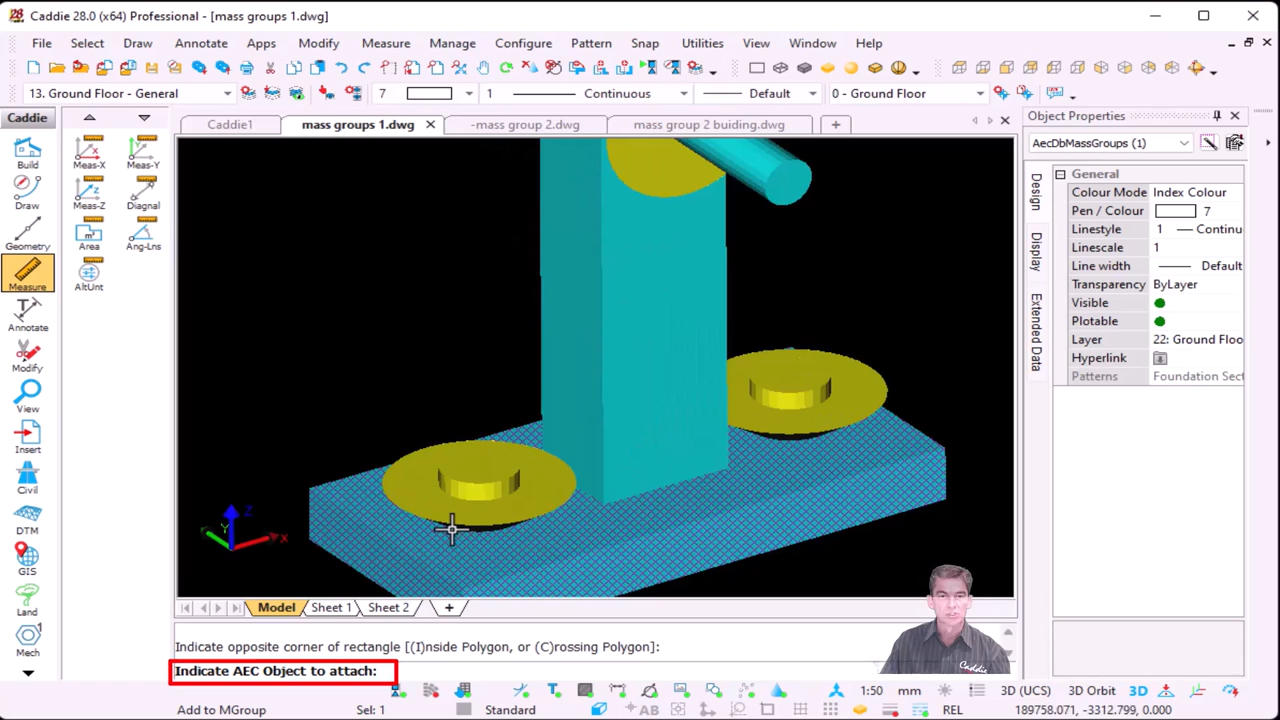 Caddie 28.0 (x64) Professional - [mass groups 1.dwg]
File Select Draw Annotate Apps Modify Measure Manage Configure Pattern Snap Utilities View Window Help
13. Ground Floor - General 7 1 Continuous Default 0 - Ground Floor
Caddie
Caddie1 mass groups 1.dwg -mass group 2.dwg mass group 2 buiding.dwg
Object Properties
AecDbMassGroups (1)
Build
Draw
Geometry
Measure
Annotate
Modify
View
Insert
Civil
DTM
GIS
Land
Mech
Meas-X Meas-Y
Meas-Z Diagnal
Area Ang-Lns
AltUnt
Design
Display
Extended Data
General
Colour Mode Index Colour
Pen / Colour 7
Linestyle 1 Continu
Linescale 1
Line width Default
Transparency ByLayer
Visible
Plotable
Layer 22: Ground Floo
Hyperlink
Patterns Foundation Sect
Z
Y
X
Model Sheet 1 Sheet 2
Indicate opposite corner of rectangle [(I)nside Polygon, or (C)rossing Polygon]:
Indicate AEC Object to attach:
Caddie
1:50 mm 3D (UCS) 3D Orbit 3D
Add to MGroup Sel: 1 Standard AB REL 189758.071, -3312.799, 0.0001